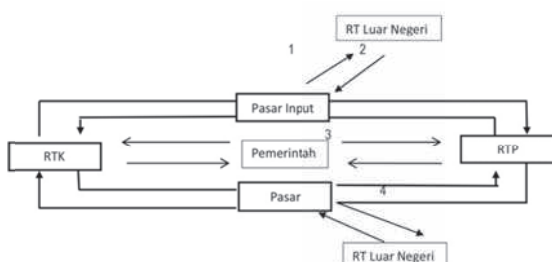 RT Luar Negeri
1 2
Pasar Input
3
RTK
Pemerintah
RTP
4
Pasar
RT Luar Negeri